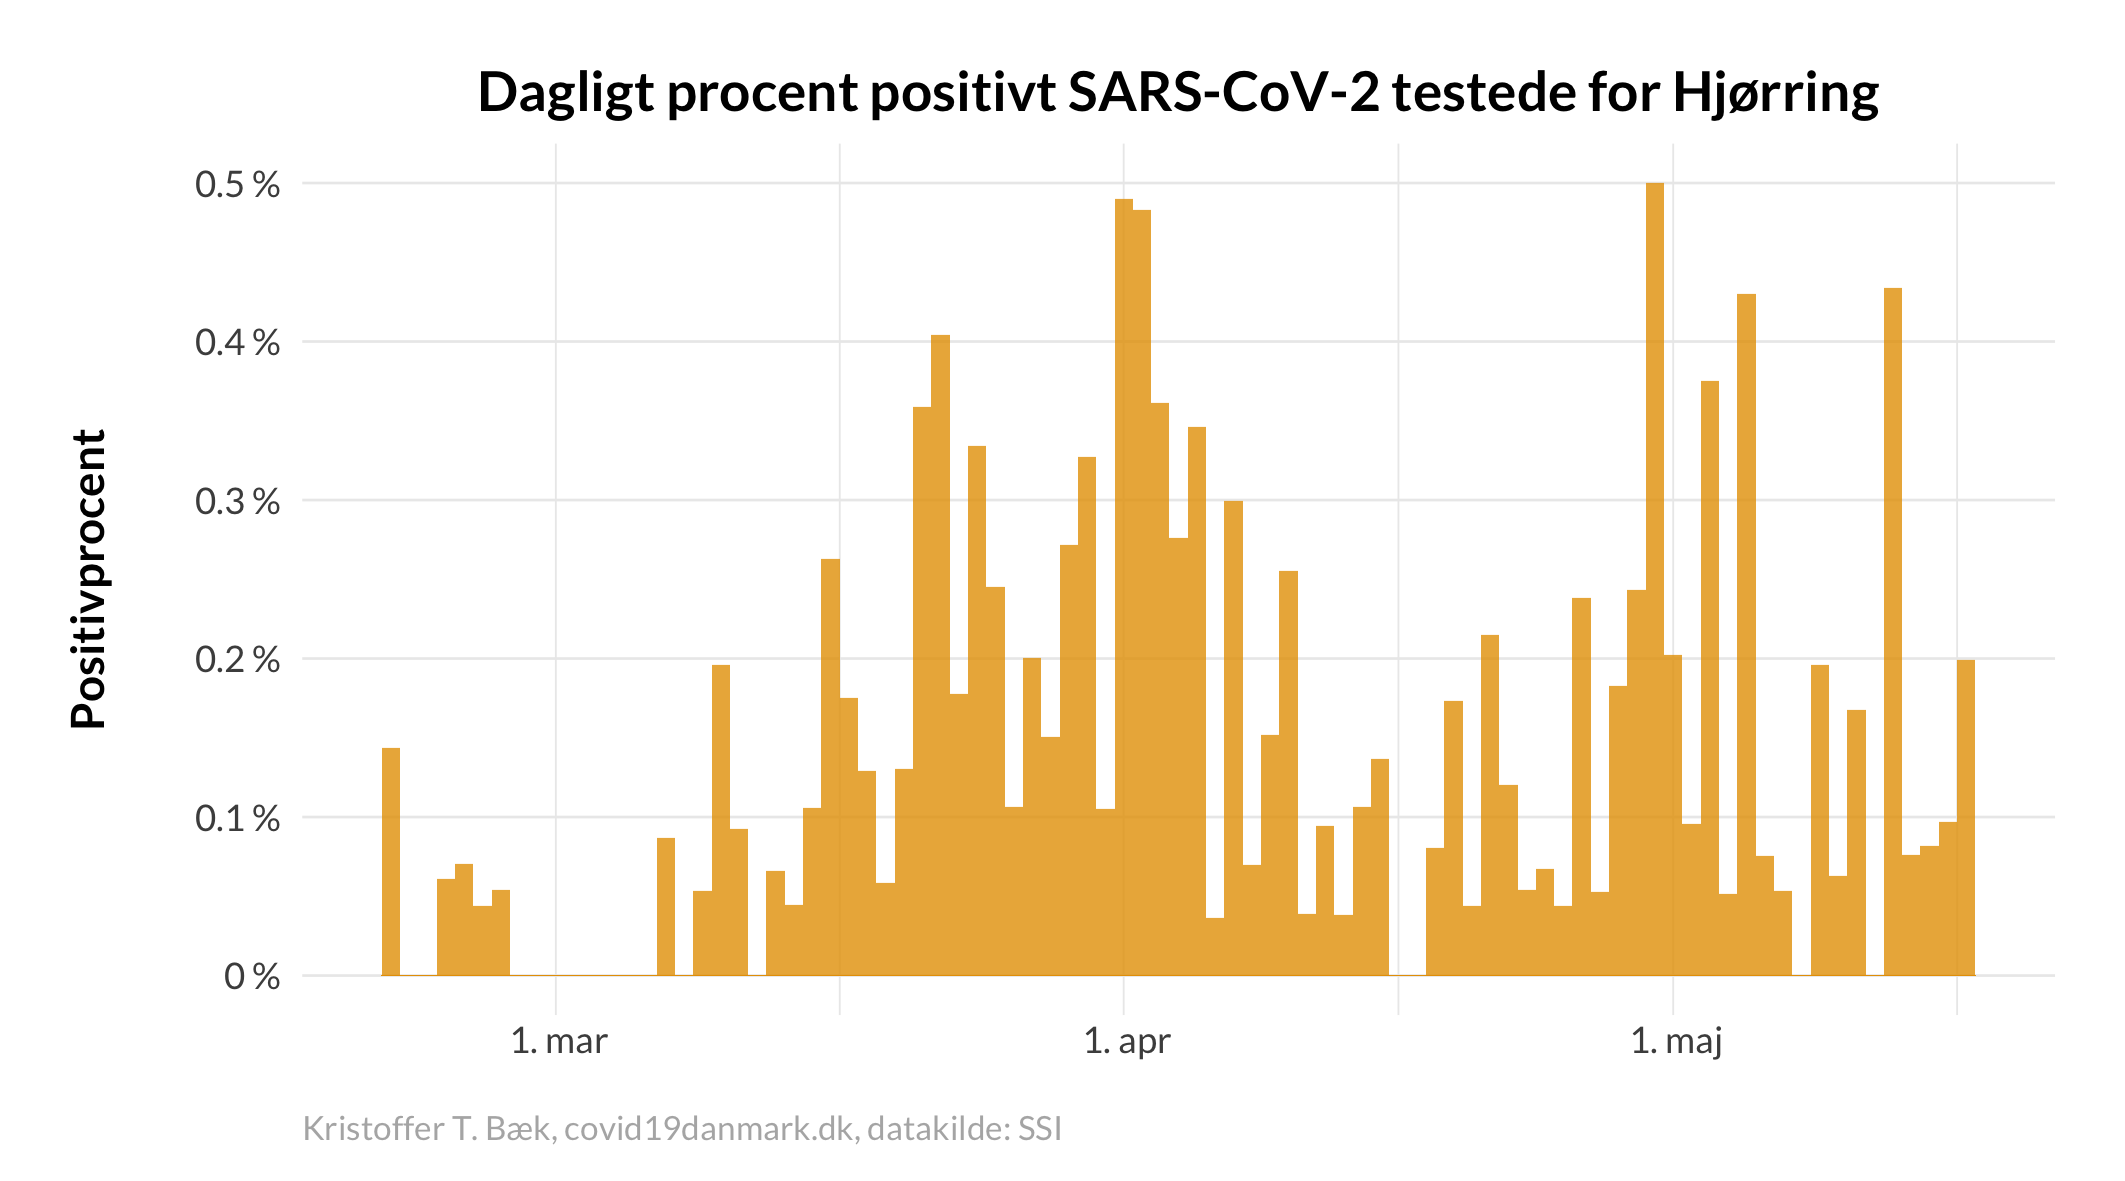 Dagligt procent positivt SARS-CoV-2 testede for Hjørring
Positivprocent
0.5 %
0.4 %
0.3 %
0.2 %
0.1 %
0 %
1. mar
1. apr
1. maj
Kristoffer T. Bæk, covid19danmark.dk, datakilde: SSI